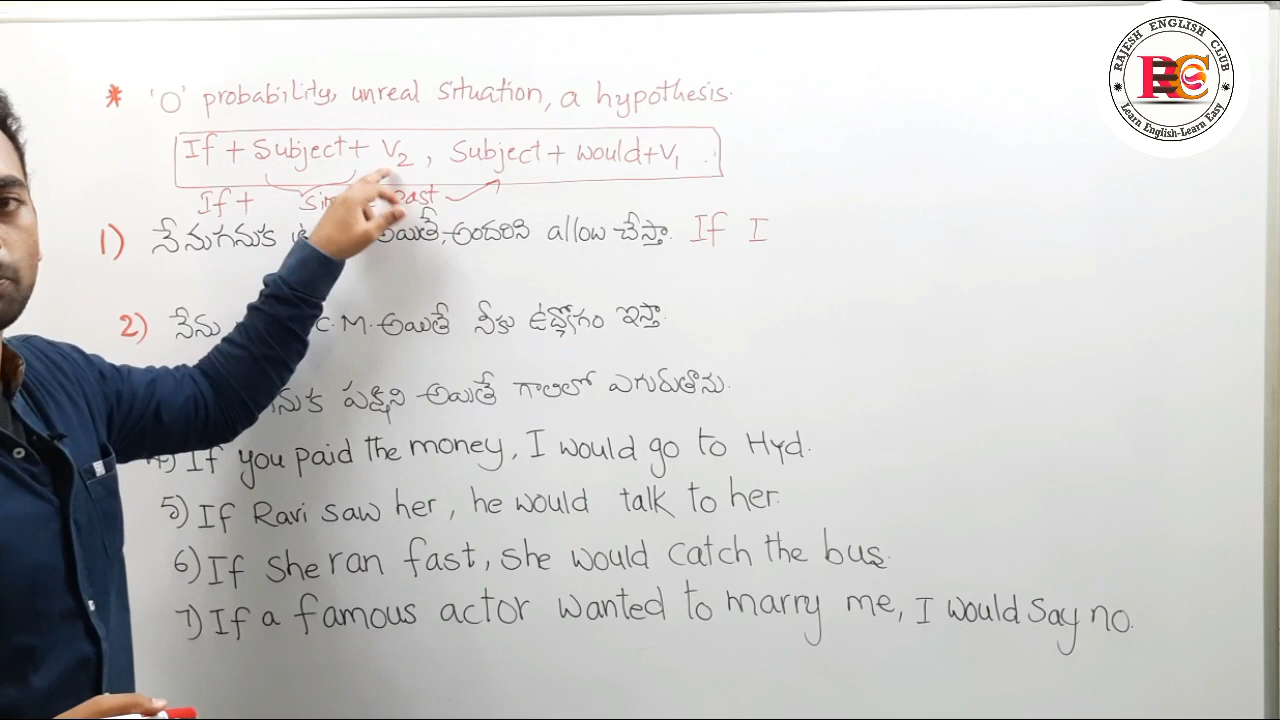 * 'O' probability, unreal situation, a hypothesis.
If + Subject + V2, Subject + would + V1
If + past
1) నేనుగనుక అయితే, అందరిని allow చేస్తా. If I
2) నేను C.M. అయితే నీకు ఉద్యోగం ఇస్తా.
పక్షిని అయితే గాలిలో ఎగురుతాను.
If you paid the money, I would go to Hyd.
5) If Ravi saw her, he would talk to her.
6) If She ran fast, She would catch the bus.
7) If a famous actor wanted to marry me, I would Say no.
RAJESH ENGLISH CLUB
REC
Learn English-Learn Easy